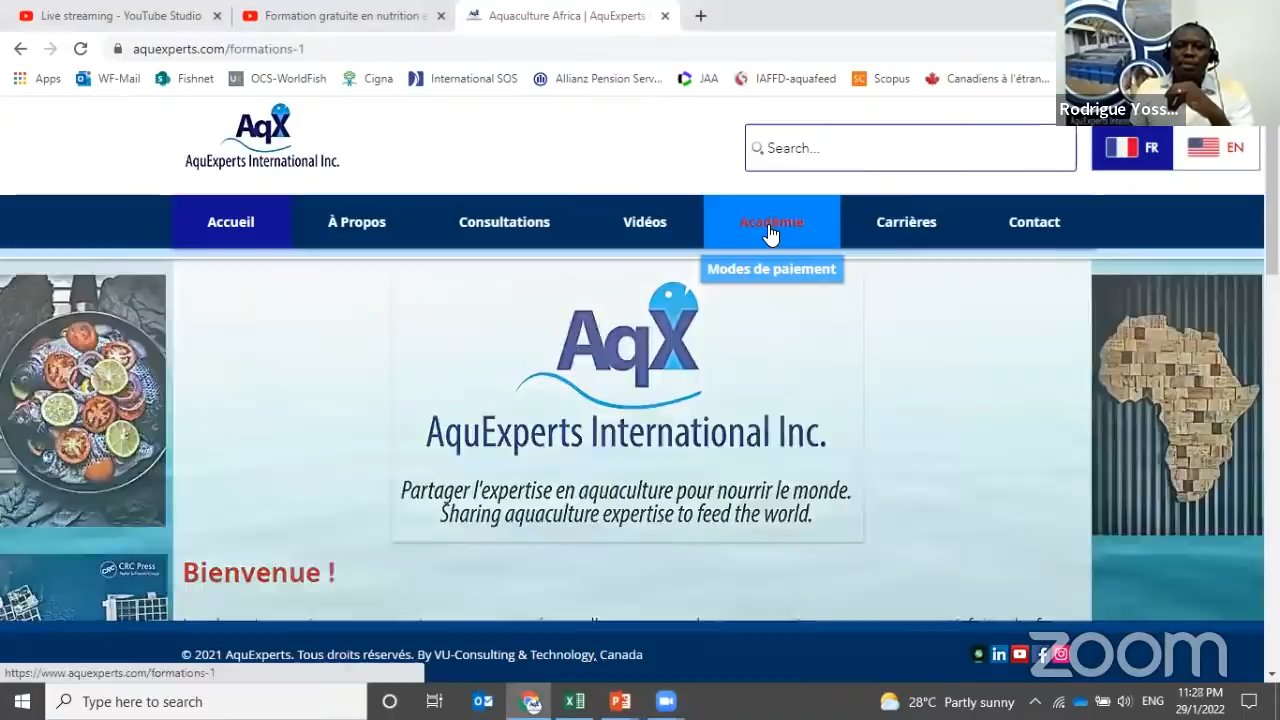 Live streaming - YouTube Studio
Formation gratuite en nutrition e
Aquaculture Africa | AquExperts I
aquexperts.com/formations-1
Apps
WF-Mail
Fishnet
OCS-WorldFish
Cigna
International SOS
Allianz Pension Serv...
JAA
IAFFD-aquafeed
Scopus
Canadiens à l'étran...
Rodrigue Yoss...
AqX
AquExperts International Inc.
Search...
FR
EN
Accueil
À Propos
Consultations
Vidéos
Académie
Carrières
Contact
Modes de paiement
AqX
AquExperts International Inc.
Partager l'expertise en aquaculture pour nourrir le monde.
Sharing aquaculture expertise to feed the world.
CRC Press
Bienvenue !
© 2021 AquExperts. Tous droits réservés. By VU-Consulting & Technology, Canada
zoom
https://www.aquexperts.com/formations-1
Type here to search
28°C Partly sunny
ENG
11:28 PM
29/1/2022